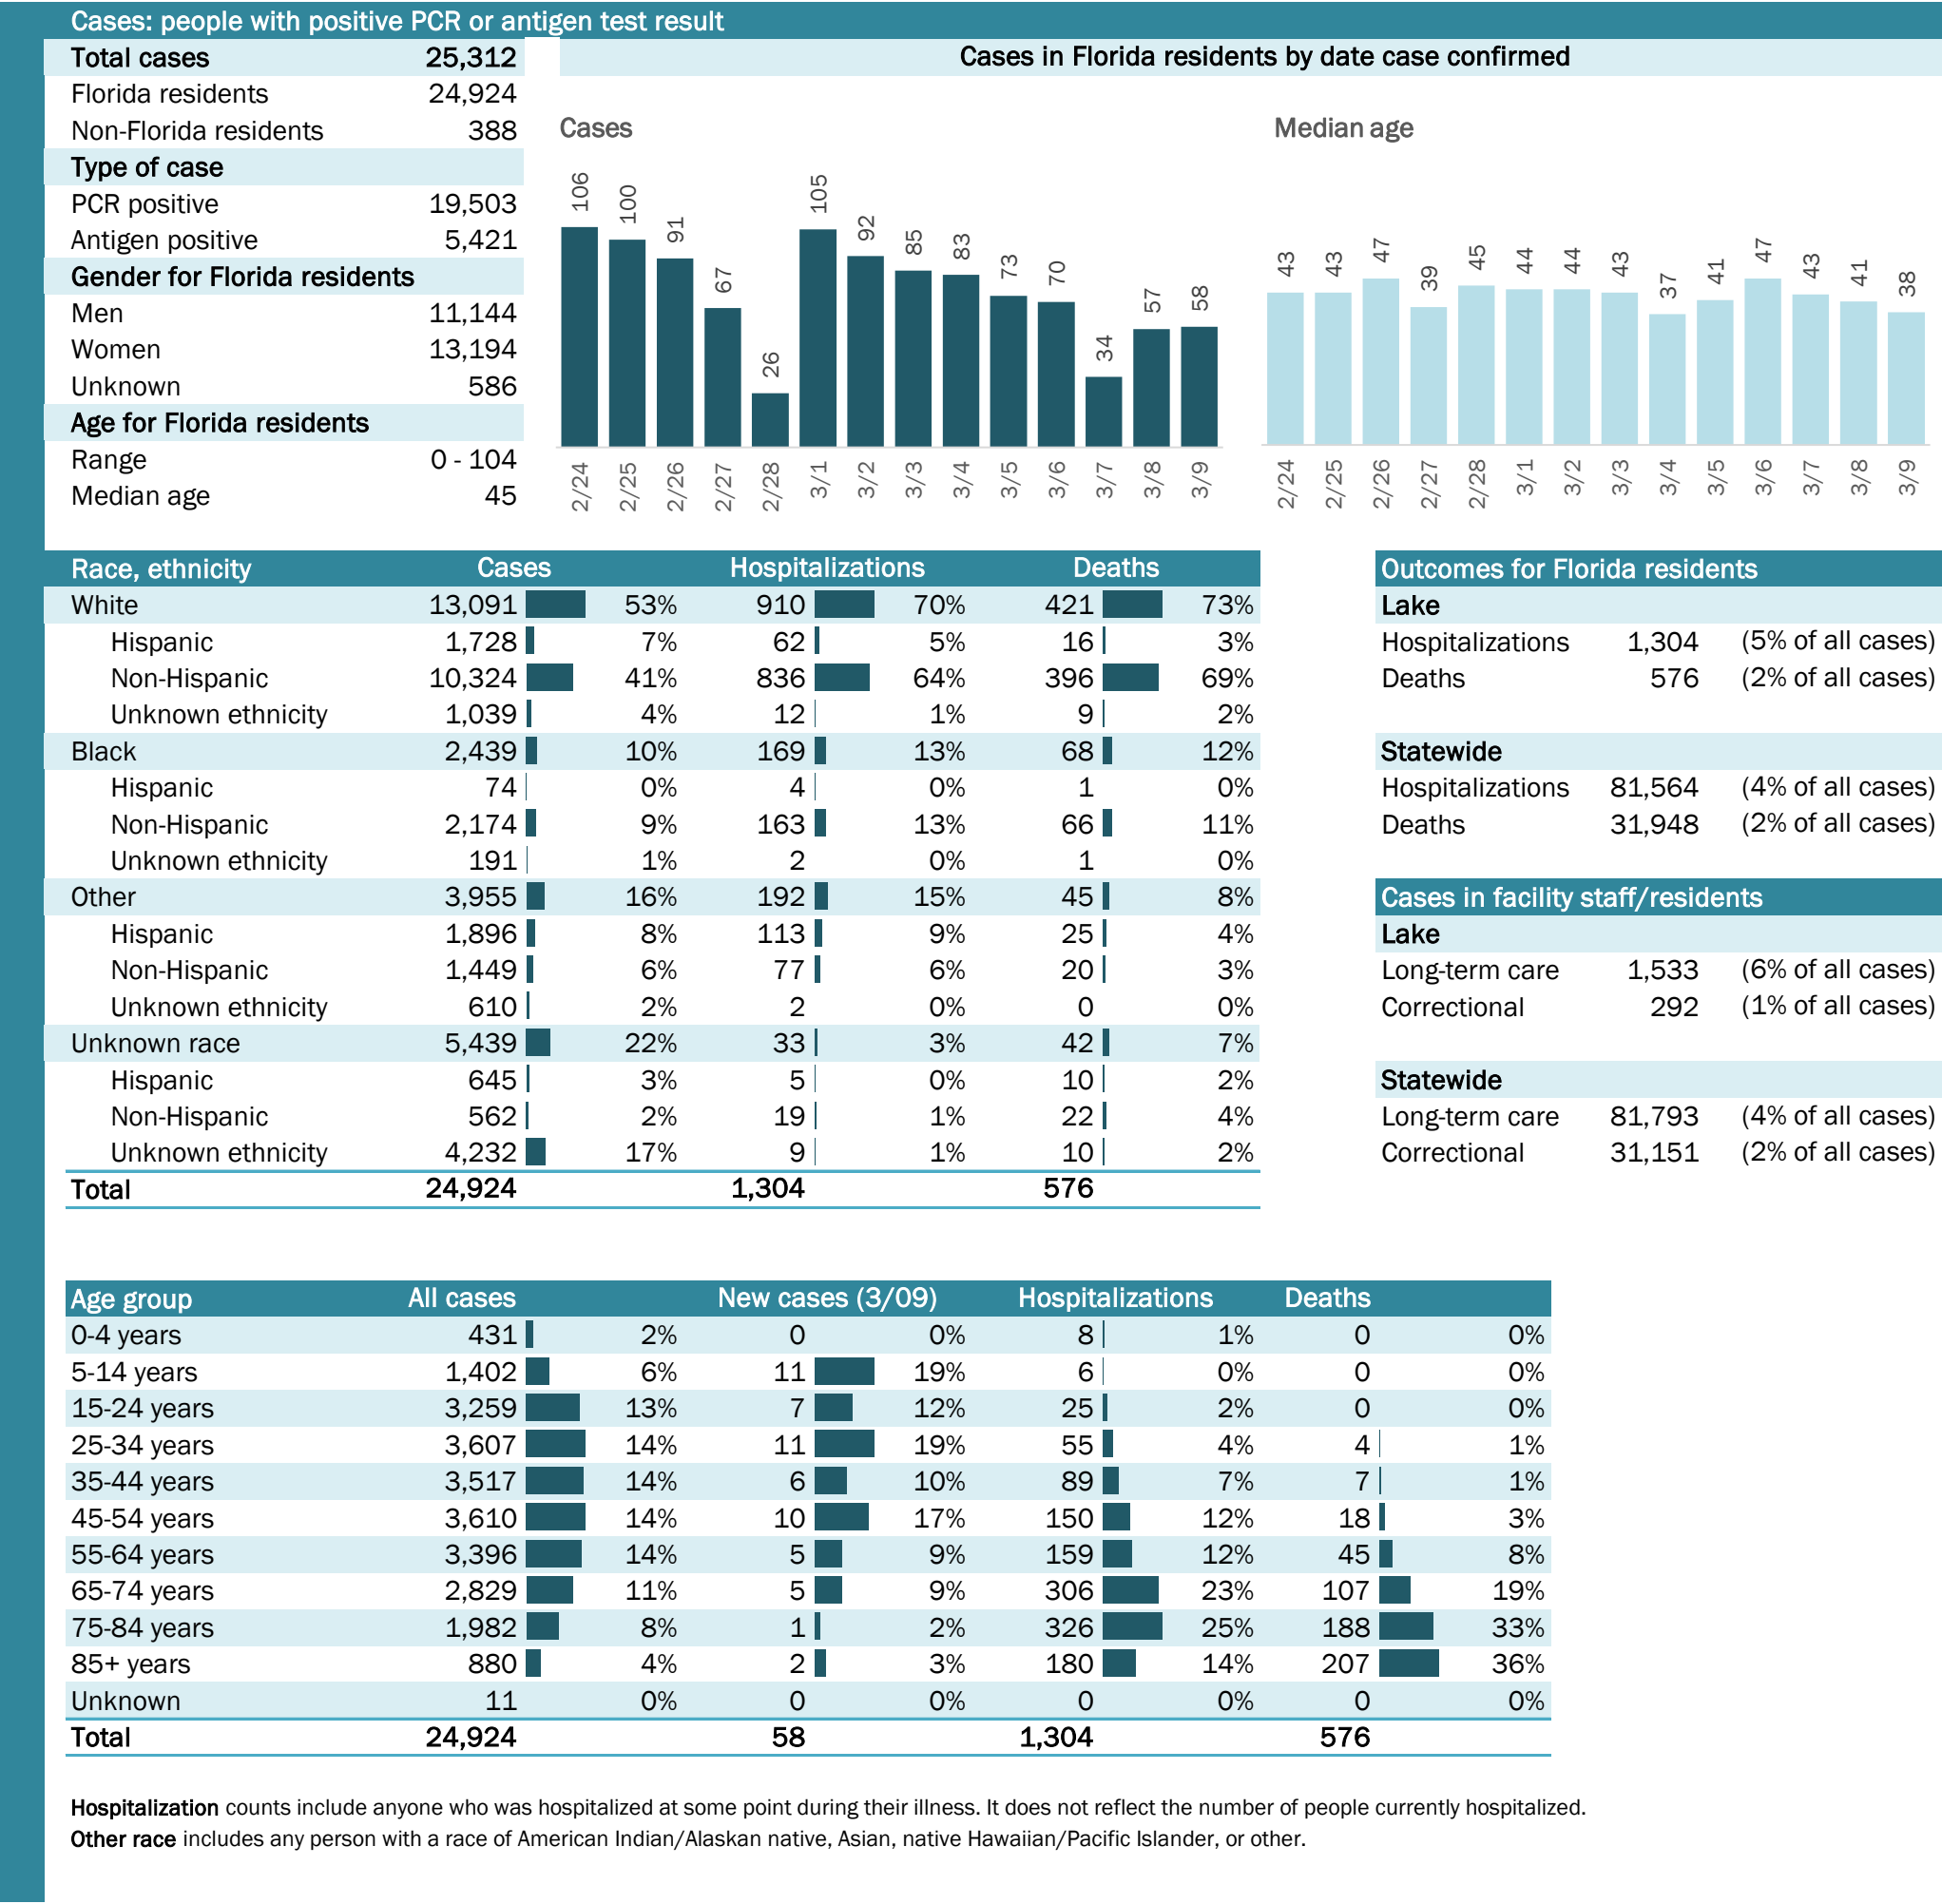 Cases: people with positive PCR or antigen test result
Total cases 25,312
Florida residents 24,924
Non-Florida residents 388
Type of case
PCR positive 19,503
Antigen positive 5,421
Gender for Florida residents
Men 11,144
Women 13,194
Unknown 586
Age for Florida residents
Range 0 - 104
Median age 45
Cases in Florida residents by date case confirmed
Cases
106 100 91 67 26 105 92 85 83 73 70 34 57 58
2/24 2/25 2/26 2/27 2/28 3/1 3/2 3/3 3/4 3/5 3/6 3/7 3/8 3/9
Median age
43 43 47 39 45 44 44 43 37 41 47 43 41 38
2/24 2/25 2/26 2/27 2/28 3/1 3/2 3/3 3/4 3/5 3/6 3/7 3/8 3/9
Race, ethnicity Cases Hospitalizations Deaths
White 13,091 53% 910 70% 421 73%
Hispanic 1,728 7% 62 5% 16 3%
Non-Hispanic 10,324 41% 836 64% 396 69%
Unknown ethnicity 1,039 4% 12 1% 9 2%
Black 2,439 10% 169 13% 68 12%
Hispanic 74 0% 4 0% 1 0%
Non-Hispanic 2,174 9% 163 13% 66 11%
Unknown ethnicity 191 1% 2 0% 1 0%
Other 3,955 16% 192 15% 45 8%
Hispanic 1,896 8% 113 9% 25 4%
Non-Hispanic 1,449 6% 77 6% 20 3%
Unknown ethnicity 610 2% 2 0% 0 0%
Unknown race 5,439 22% 33 3% 42 7%
Hispanic 645 3% 5 0% 10 2%
Non-Hispanic 562 2% 19 1% 22 4%
Unknown ethnicity 4,232 17% 9 1% 10 2%
Total 24,924 1,304 576
Outcomes for Florida residents
Lake
Hospitalizations 1,304 (5% of all cases)
Deaths 576 (2% of all cases)
Statewide
Hospitalizations 81,564 (4% of all cases)
Deaths 31,948 (2% of all cases)
Cases in facility staff/residents
Lake
Long-term care 1,533 (6% of all cases)
Correctional 292 (1% of all cases)
Statewide
Long-term care 81,793 (4% of all cases)
Correctional 31,151 (2% of all cases)
Age group All cases New cases (3/09) Hospitalizations Deaths
0-4 years 431 2% 0 0% 8 1% 0 0%
5-14 years 1,402 6% 11 19% 6 0% 0 0%
15-24 years 3,259 13% 7 12% 25 2% 0 0%
25-34 years 3,607 14% 11 19% 55 4% 4 1%
35-44 years 3,517 14% 6 10% 89 7% 7 1%
45-54 years 3,610 14% 10 17% 150 12% 18 3%
55-64 years 3,396 14% 5 9% 159 12% 45 8%
65-74 years 2,829 11% 5 9% 306 23% 107 19%
75-84 years 1,982 8% 1 2% 326 25% 188 33%
85+ years 880 4% 2 3% 180 14% 207 36%
Unknown 11 0% 0 0% 0 0% 0 0%
Total 24,924 58 1,304 576
Hospitalization counts include anyone who was hospitalized at some point during their illness. It does not reflect the number of people currently hospitalized.
Other race includes any person with a race of American Indian/Alaskan native, Asian, native Hawaiian/Pacific Islander, or other.